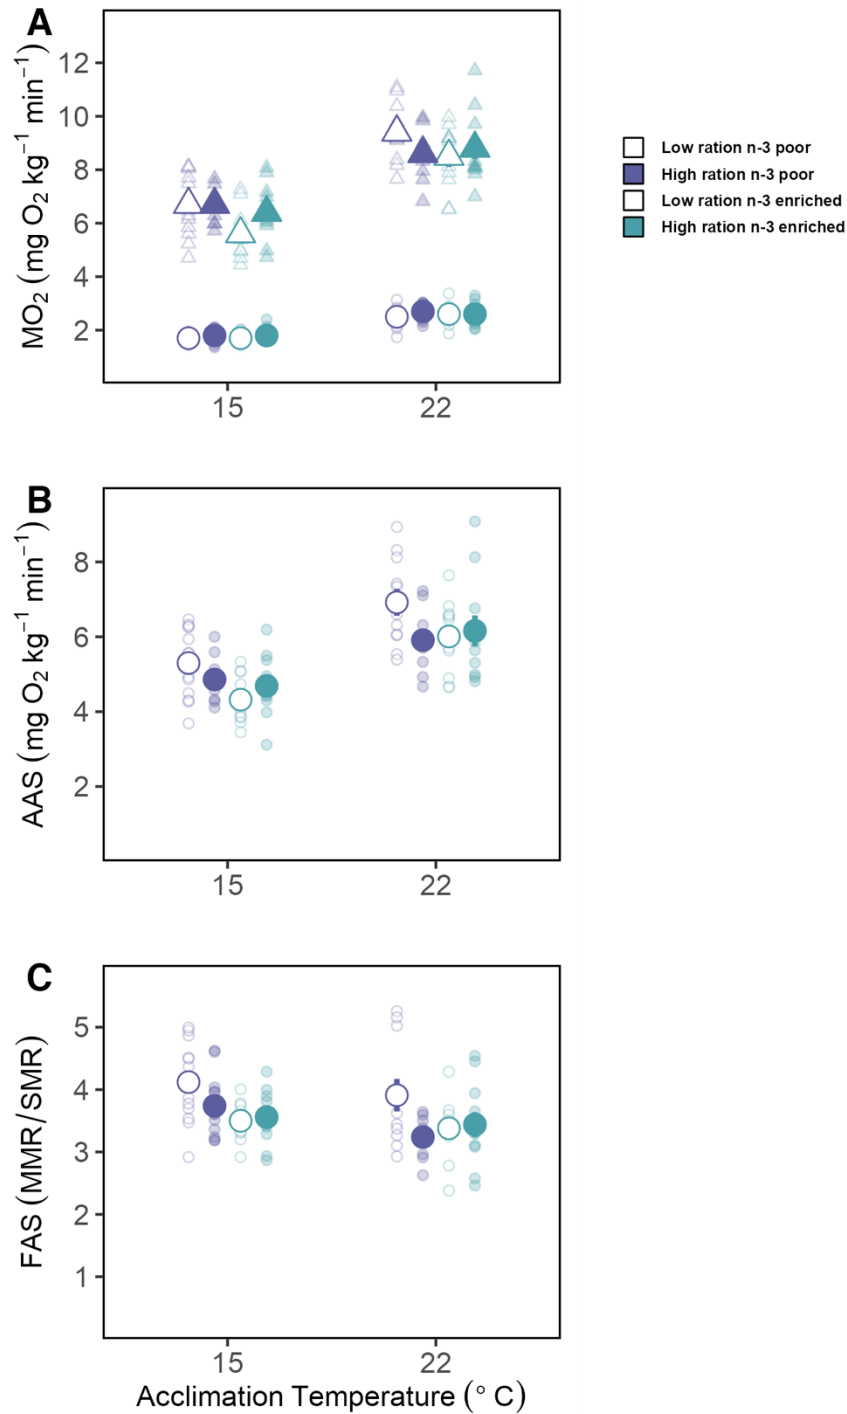 A
MO₂ (mg O₂ kg⁻¹ min⁻¹)
12
10
8
6
4
2
15 22
Low ration n-3 poor
High ration n-3 poor
Low ration n-3 enriched
High ration n-3 enriched
B
AAS (mg O₂ kg⁻¹ min⁻¹)
8
6
4
2
15 22
C
FAS (MMR/SMR)
5
4
3
2
1
15 22
Acclimation Temperature (° C)